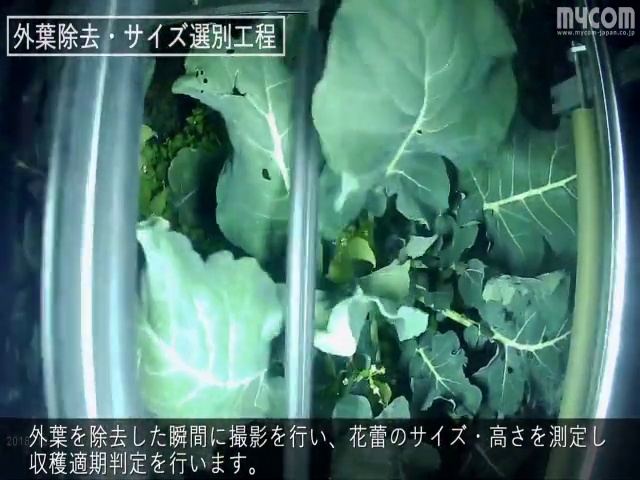 外葉除去・サイズ選別工程
mycom
www.mycom-japan.co.jp
外葉を除去した瞬間に撮影を行い、花蕾のサイズ・高さを測定し
収穫適期判定を行います。